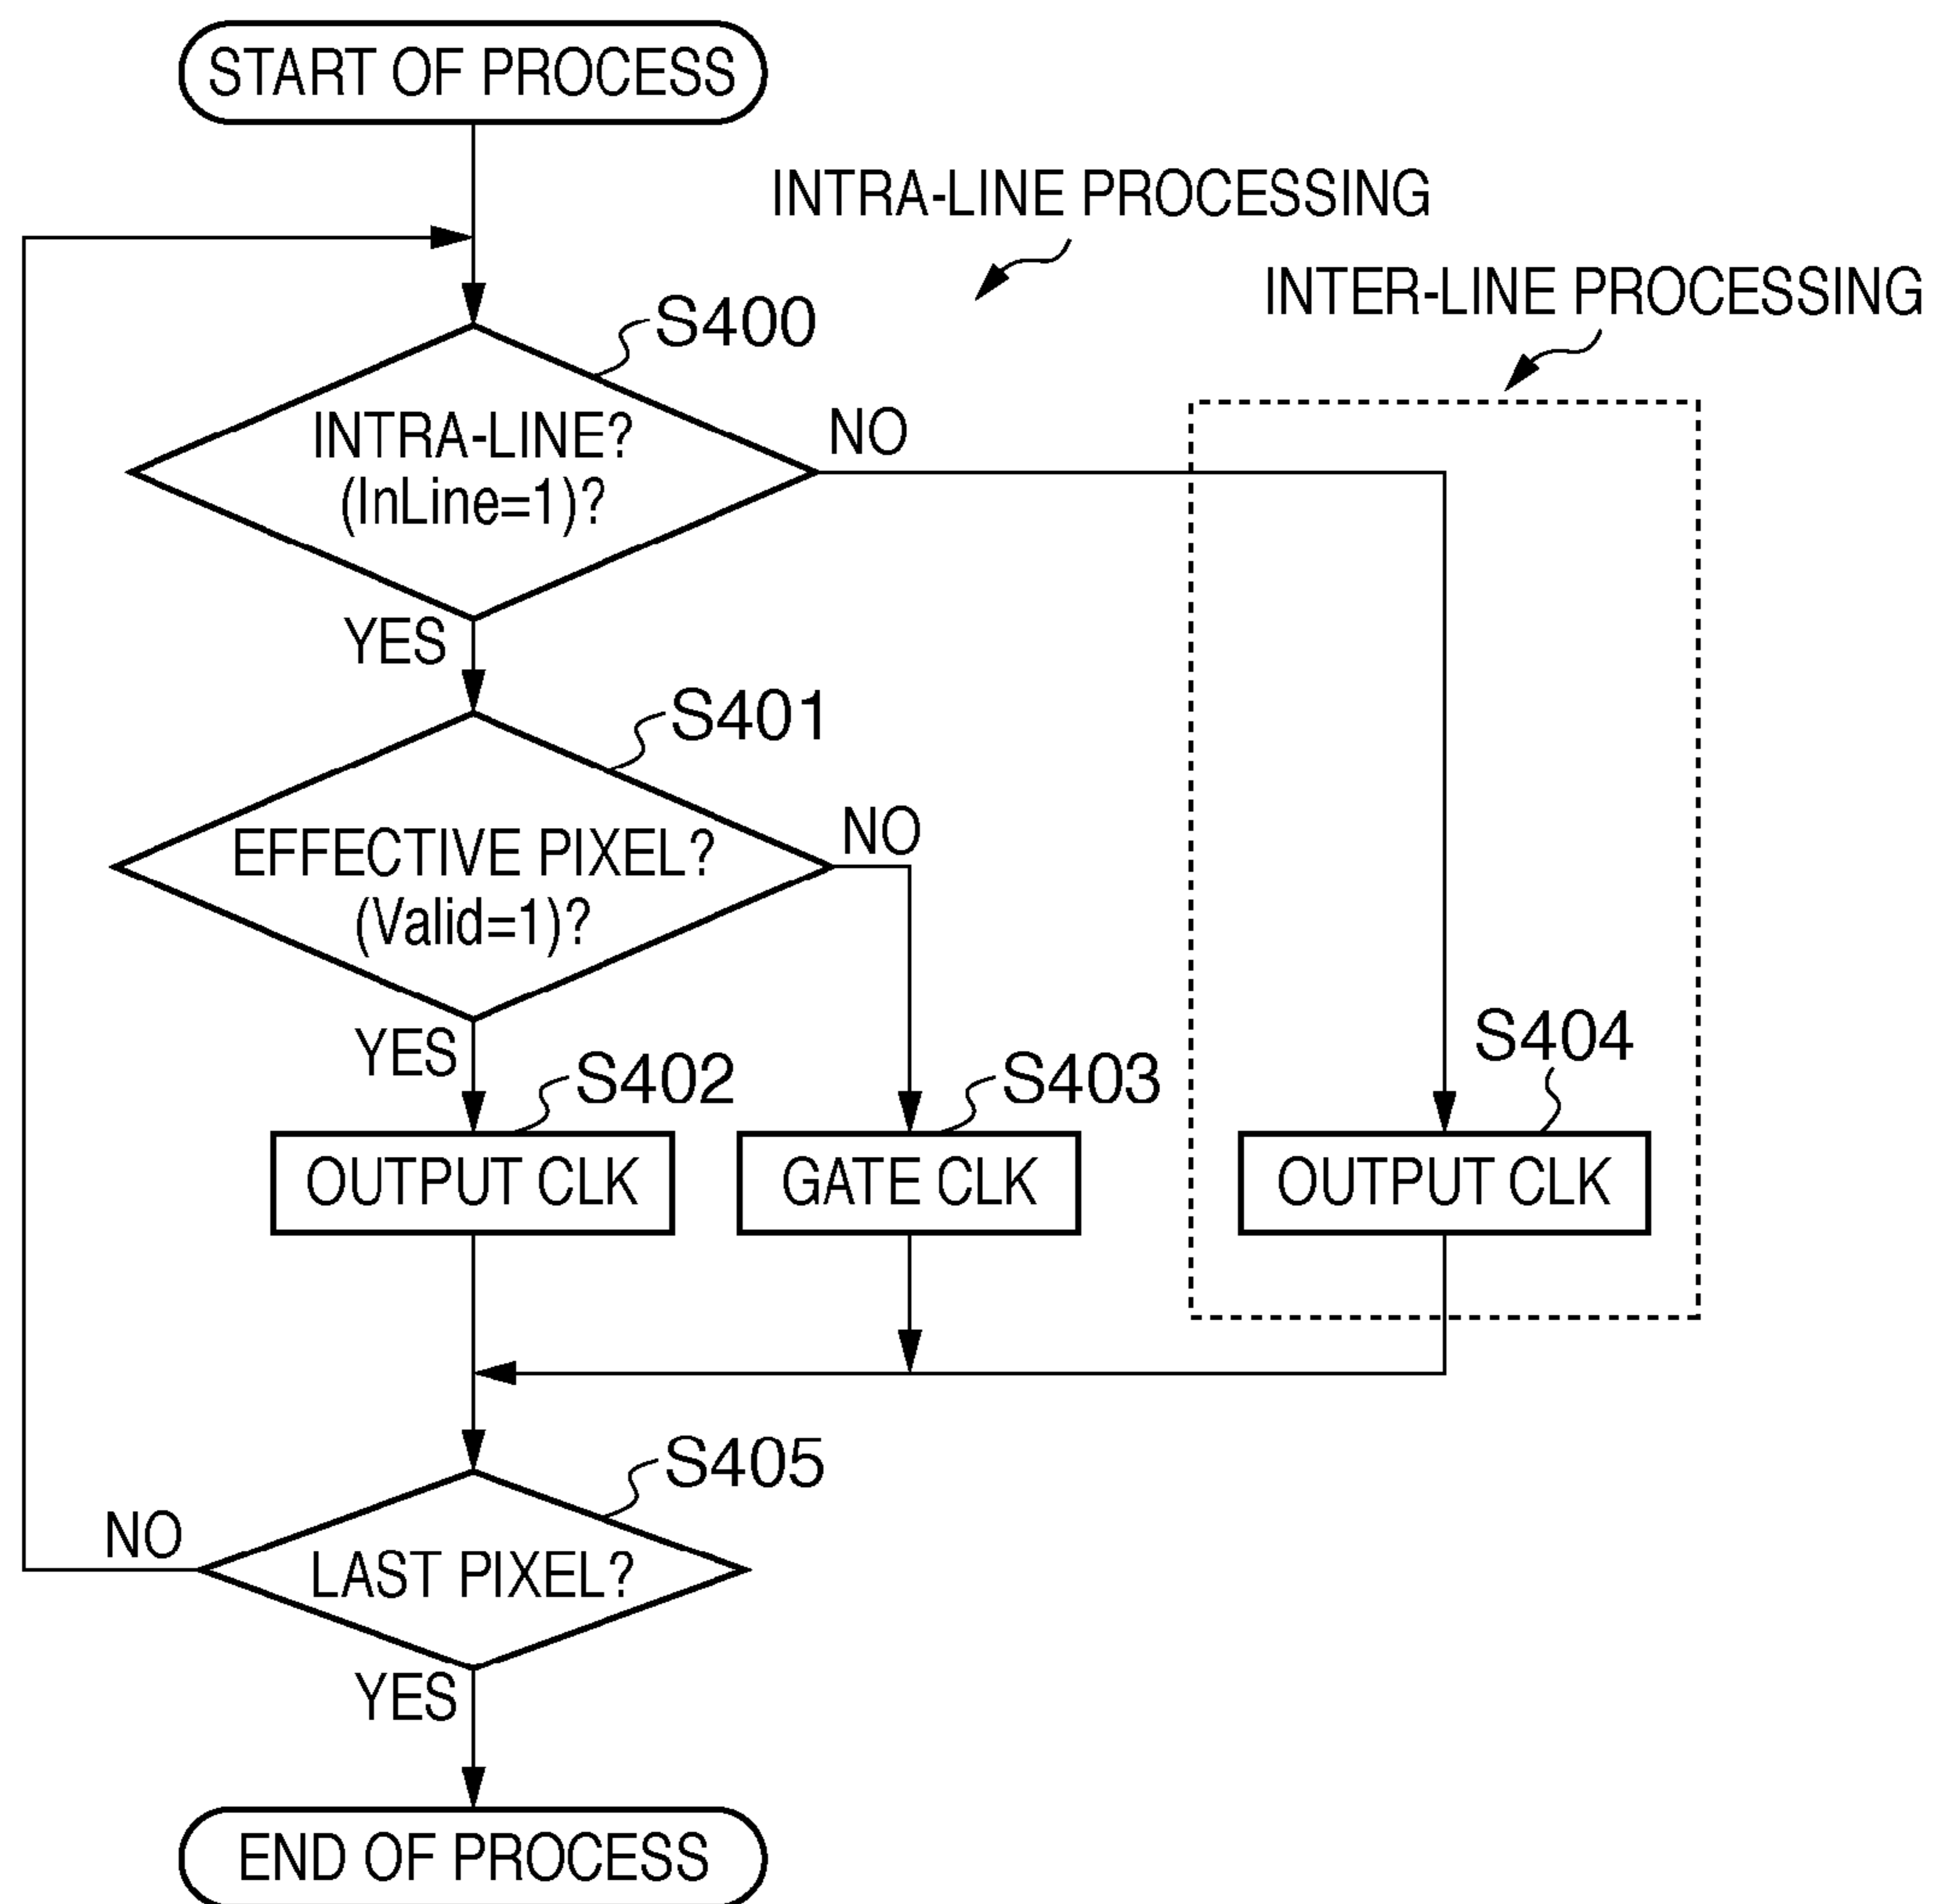 START OF PROCESS
INTRA-LINE PROCESSING
INTER-LINE PROCESSING
S400
INTRA-LINE?
(InLine=1)?
NO
YES
S401
EFFECTIVE PIXEL?
(Valid=1)?
NO
YES
S402
S403
S404
OUTPUT CLK
GATE CLK
OUTPUT CLK
S405
LAST PIXEL?
NO
YES
END OF PROCESS